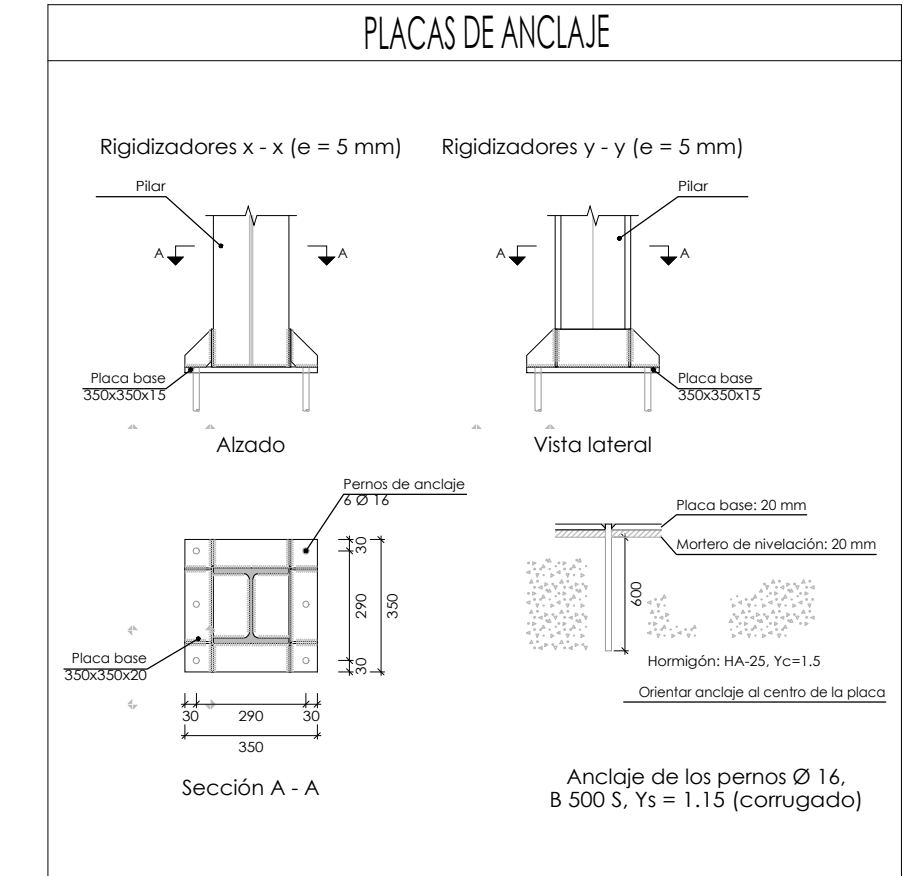 PLACAS DE ANCLAJE
Rigidizadores x - x (e = 5 mm)
Rigidizadores y - y (e = 5 mm)
Pilar
Pilar
A
A
A
A
Placa base
350x350x15
Placa base
350x350x15
Alzado
Vista lateral
Pernos de anclaje
6 Ø 16
30
290
350
30
Placa base
350x350x20
30
290
30
350
Sección A - A
Placa base: 20 mm
Mortero de nivelación: 20 mm
600
Hormigón: HA-25, Yc=1.5
Orientar anclaje al centro de la placa
Anclaje de los pernos Ø 16,
B 500 S, Ys = 1.15 (corrugado)